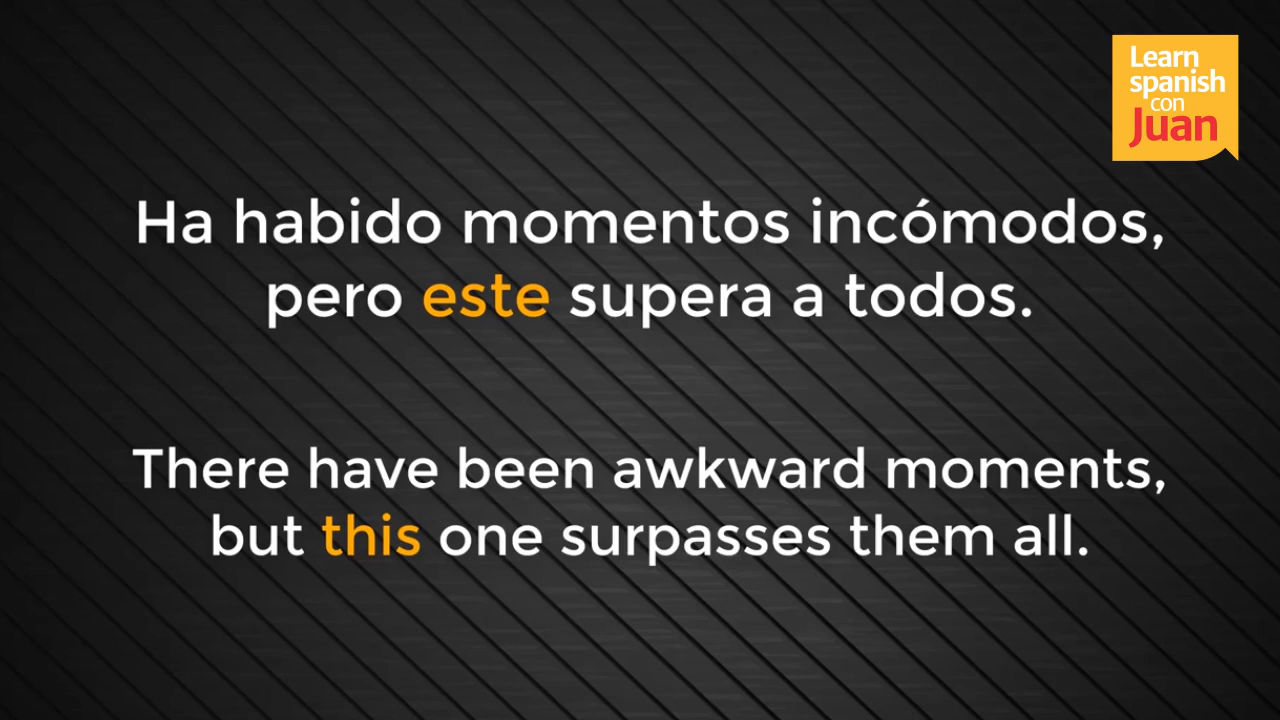 Learn
spanish
con
Juan
Ha habido momentos incómodos,
pero este supera a todos.
There have been awkward moments,
but this one surpasses them all.